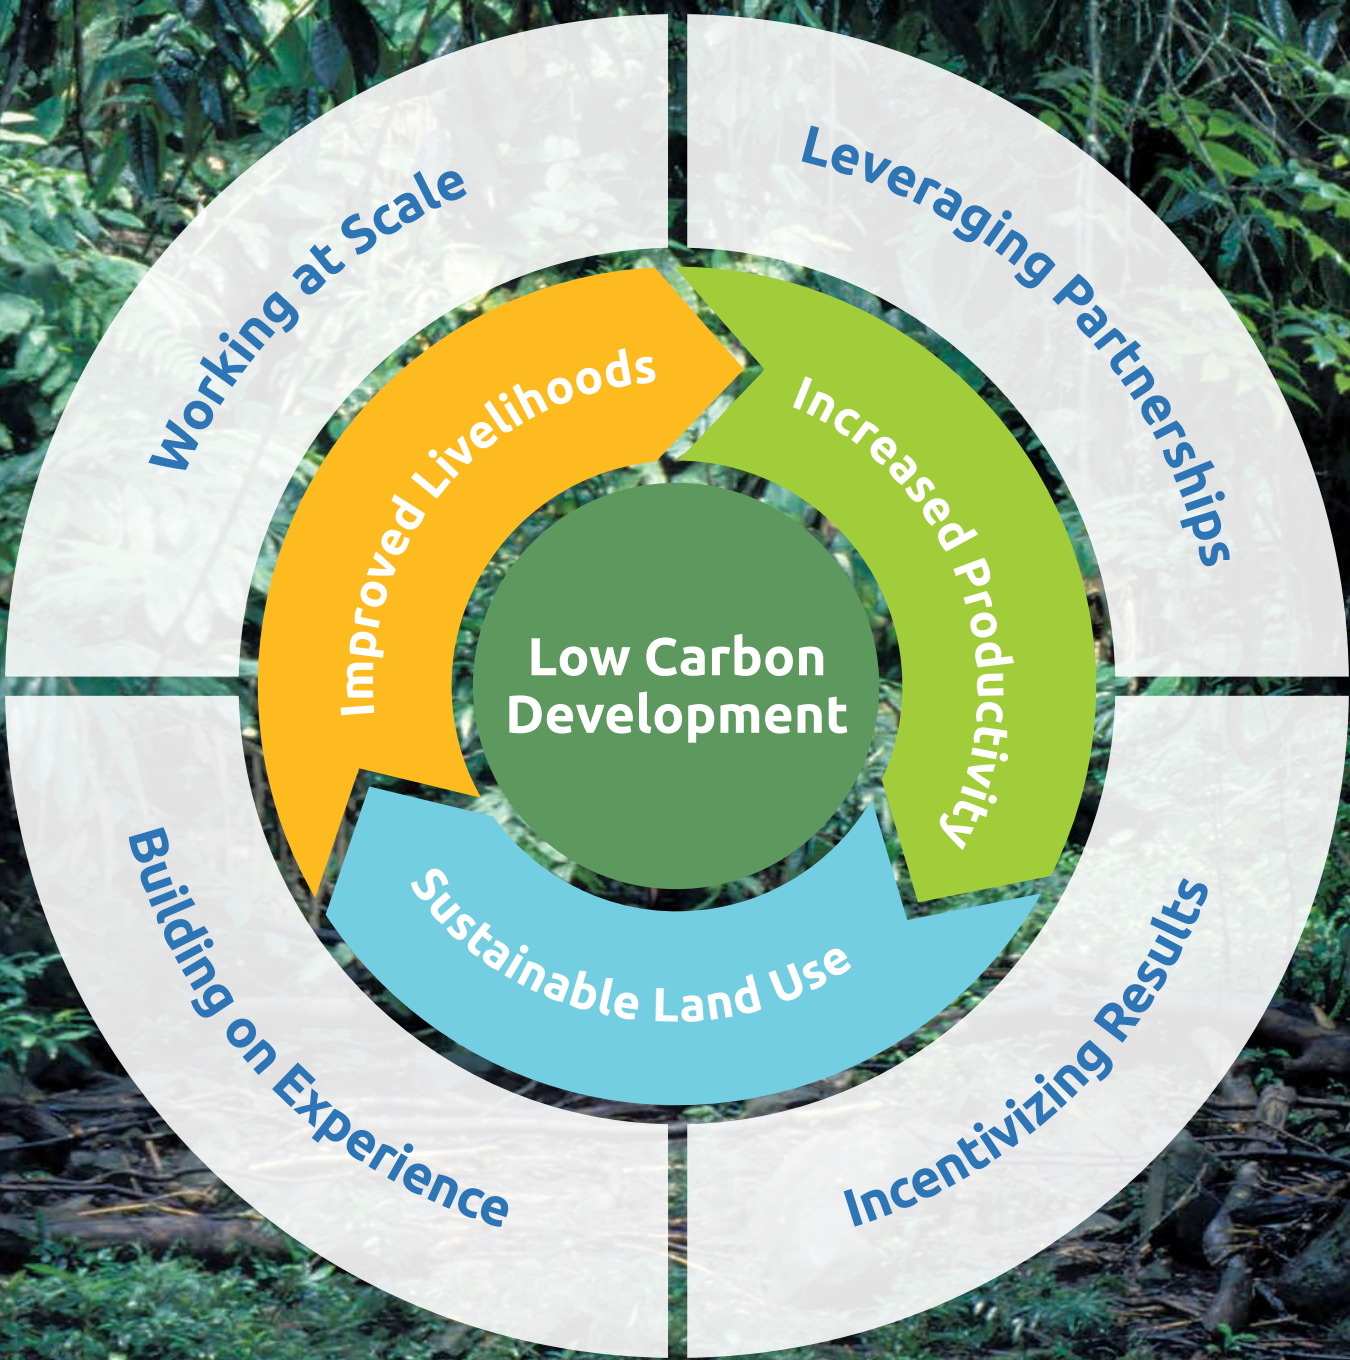 Working at Scale
Leveraging Partnerships
Improved Livelihoods
Increased Productivity
Low Carbon
Development
Sustainable Land Use
Building on Experience
Incentivizing Results